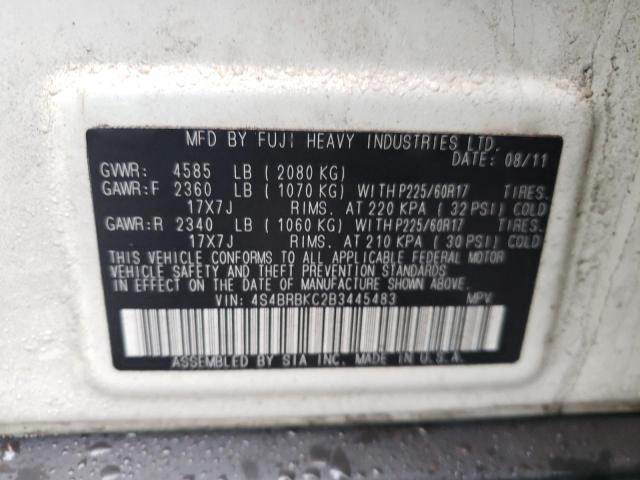 MFD BY FUJI HEAVY INDUSTRIES LTD.
DATE: 08/11
GVWR: 4585 LB ( 2080 KG)
GAWR:F 2360 LB ( 1070 KG) WITH P225/60R17 TIRES.
17X7J RIMS. AT 220 KPA ( 32 PSI) COLD
GAWR:R 2340 LB ( 1060 KG) WITH P225/60R17 TIRES.
17X7J RIMS. AT 210 KPA ( 30 PSI) COLD
THIS VEHICLE CONFORMS TO ALL APPLICABLE FEDERAL MOTOR
VEHICLE SAFETY AND THEFT PREVENTION STANDARDS
IN EFFECT ON THE DATE OF MANUFACTURE SHOWN ABOVE.
VIN: 4S4BRBKC2B3445483 MPV
ASSEMBLED BY SIA INC. MADE IN U.S.A.